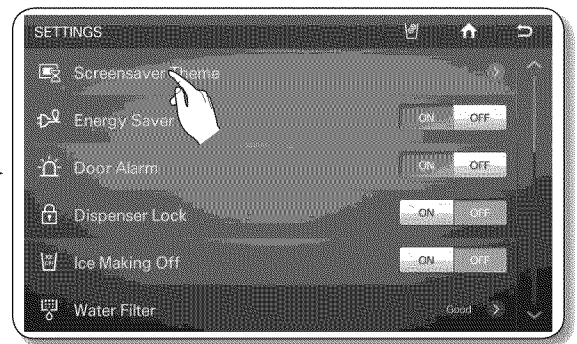 SETTINGS
Screensaver Theme
Energy Saver ON OFF
Door Alarm ON OFF
Dispenser Lock ON OFF
Ice Making Off ON OFF
Water Filter Good